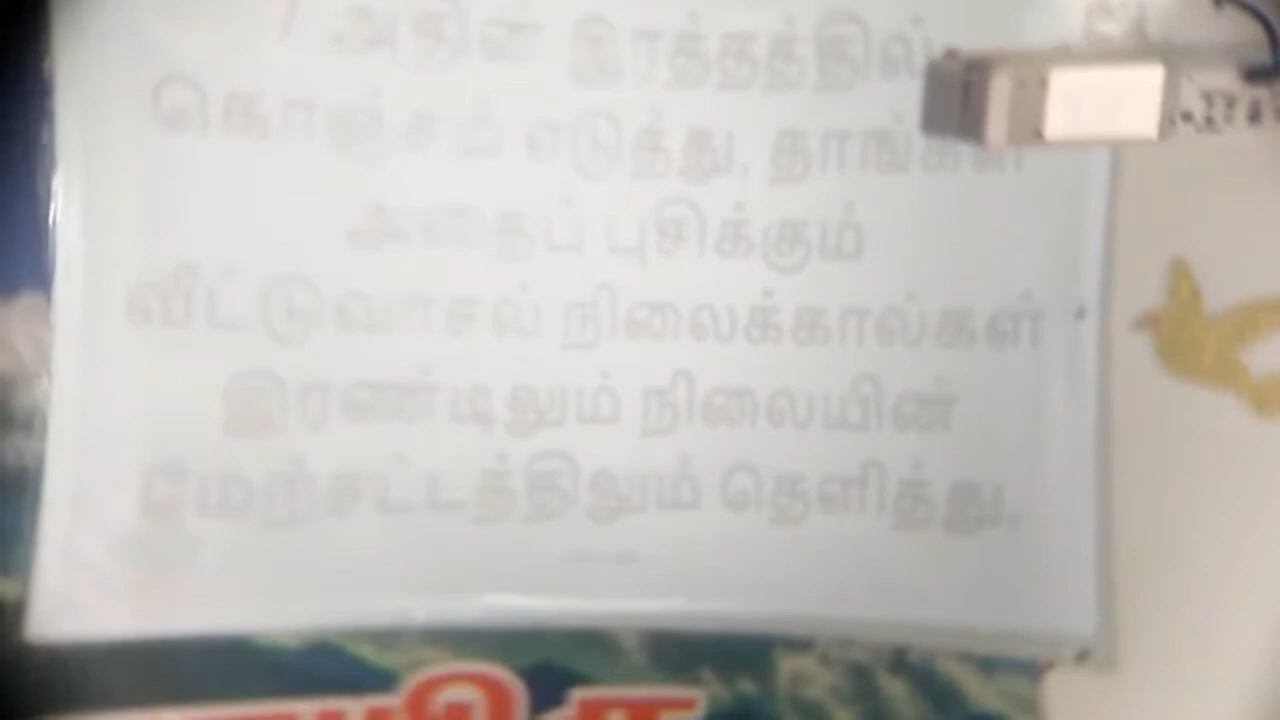 அதின் இரத்தத்தில்
கொஞ்சம் எடுத்து, தாங்கள்
அதைப் புசிக்கும்
வீட்டுவாசல் நிலைக்கால்கள்
இரண்டிலும் நிலையின்
மேற்சட்டத்திலும் தெளித்து,